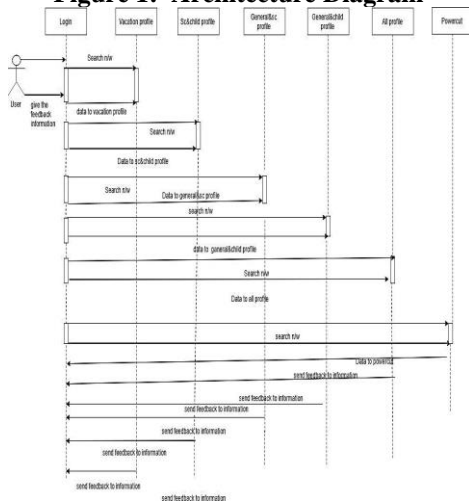 Figure 1. Architecture Diagram
Login
Vacation profile
Sc&child profile
General&sc profile
General&child profile
All profile
Powercut
Search n/w
User
give the
feedback
information
data to vacation profile
Search n/w
Data to sc&child profile
Search n/w
Data to general&sc profile
search n/w
data to general&child profile
Search n/w
Data to all profile
search n/w
Data to powercut
send feedback to information
send feedback to information
send feedback to information
send feedback to information
send feedback to information
send feedback to information
send feedback to information